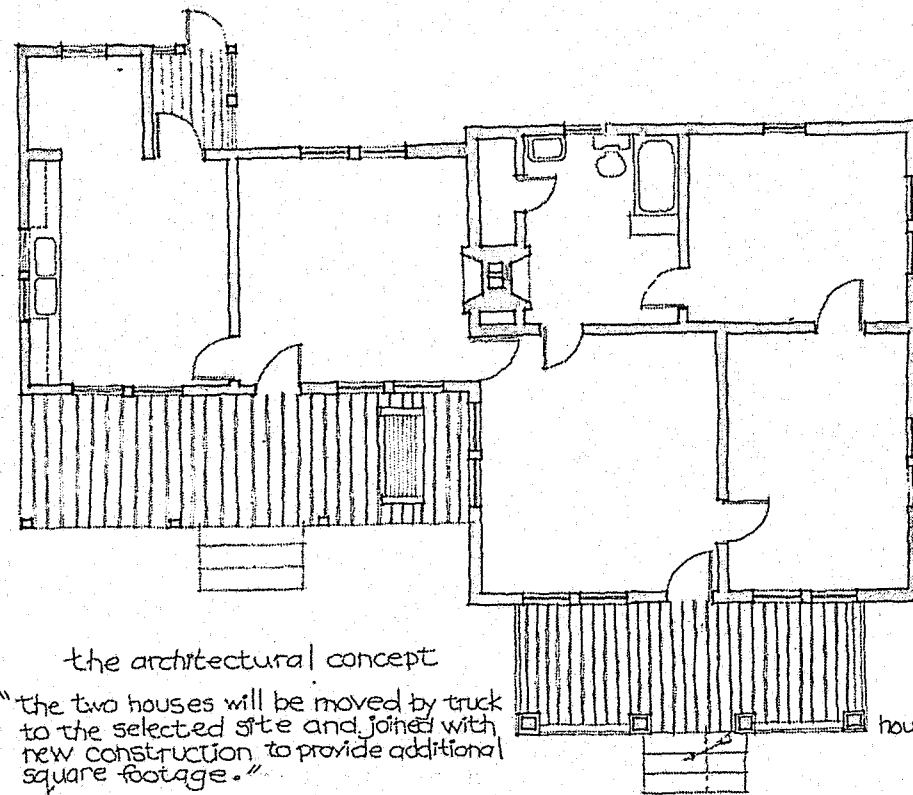 the architectural concept
"the two houses will be moved by truck
to the selected site and joined with
new construction to provide additional
square footage."
hou